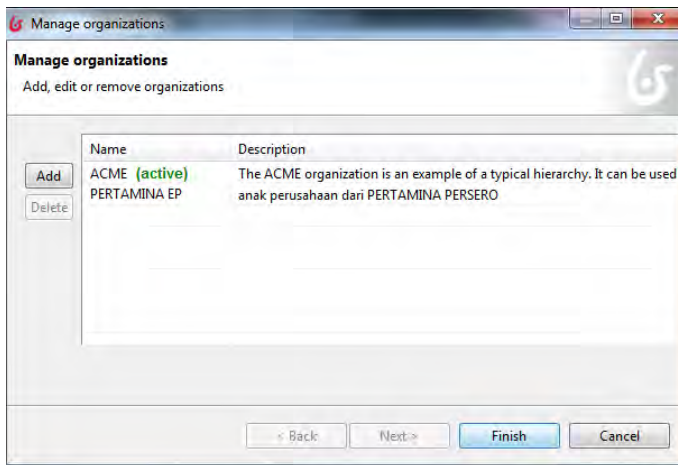 Manage organizations
Manage organizations
Add, edit or remove organizations
Name Description
Add ACME (active) The ACME organization is an example of a typical hierarchy. It can be used
Delete PERTAMINA EP anak perusahaan dari PERTAMINA PERSERO
< Back Next > Finish Cancel